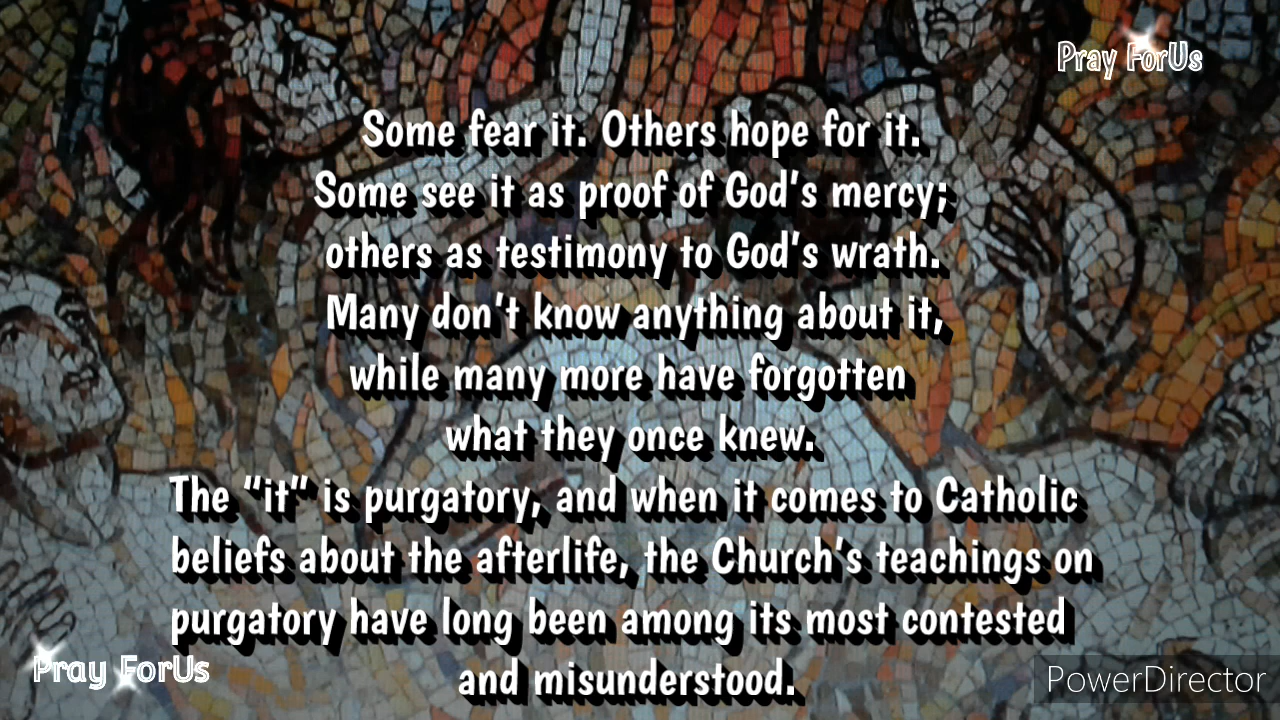 Pray ForUs
Some fear it. Others hope for it.
Some see it as proof of God's mercy;
others as testimony to God's wrath.
Many don't know anything about it,
while many more have forgotten
what they once knew.
The “it” is purgatory, and when it comes to Catholic
beliefs about the afterlife, the Church's teachings on
purgatory have long been among its most contested
and misunderstood.
Pray ForUs
PowerDirector